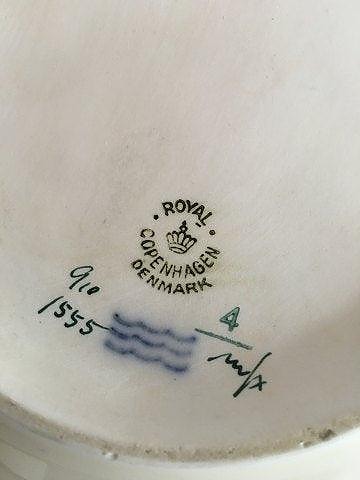 ROYAL
COPENHAGEN
DENMARK
910
1555
4